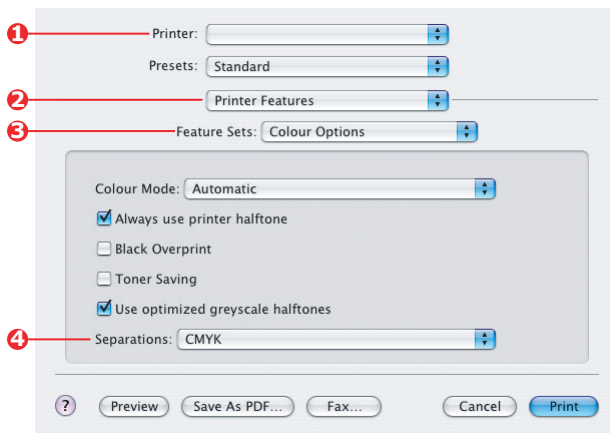 1 Printer:
Presets: Standard
2 Printer Features
3 Feature Sets: Colour Options
Colour Mode: Automatic
Always use printer halftone
Black Overprint
Toner Saving
Use optimized greyscale halftones
4 Separations: CMYK
? Preview Save As PDF... Fax... Cancel Print